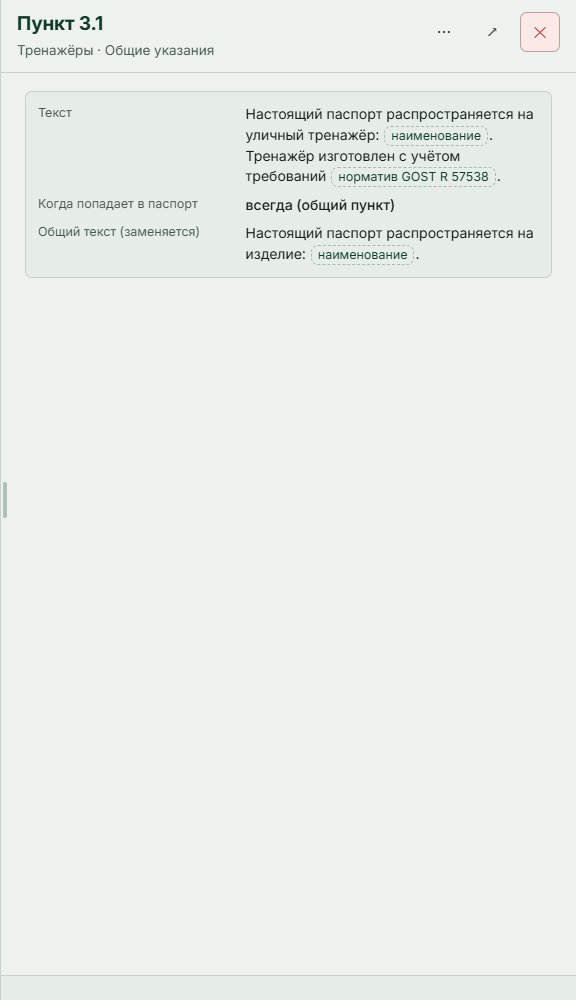 Пункт 3.1
Тренажёры · Общие указания
Текст
Настоящий паспорт распространяется на
уличный тренажёр: наименование.
Тренажёр изготовлен с учётом
требований норматив GOST R 57538.
Когда попадает в паспорт
всегда (общий пункт)
Общий текст (заменяется)
Настоящий паспорт распространяется на
изделие: наименование.